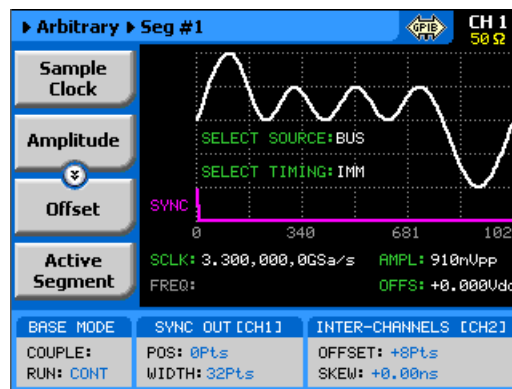 Arbitrary Seg #1
GPIB
CH 1
50 Ω
Sample
Clock
Amplitude
Offset
Active
Segment
SELECT SOURCE:BUS
SELECT TIMING:IMM
SYNC
0 340 681 102
SCLK: 3.300,000,0GSa/s AMPL: 910mVpp
FREQ: OFFS: +0.000Vdc
BASE MODE
COUPLE:
RUN: CONT
SYNC OUT [CH1]
POS: 0Pts
WIDTH: 32Pts
INTER-CHANNELS [CH2]
OFFSET: +8Pts
SKEW: +0.00ns